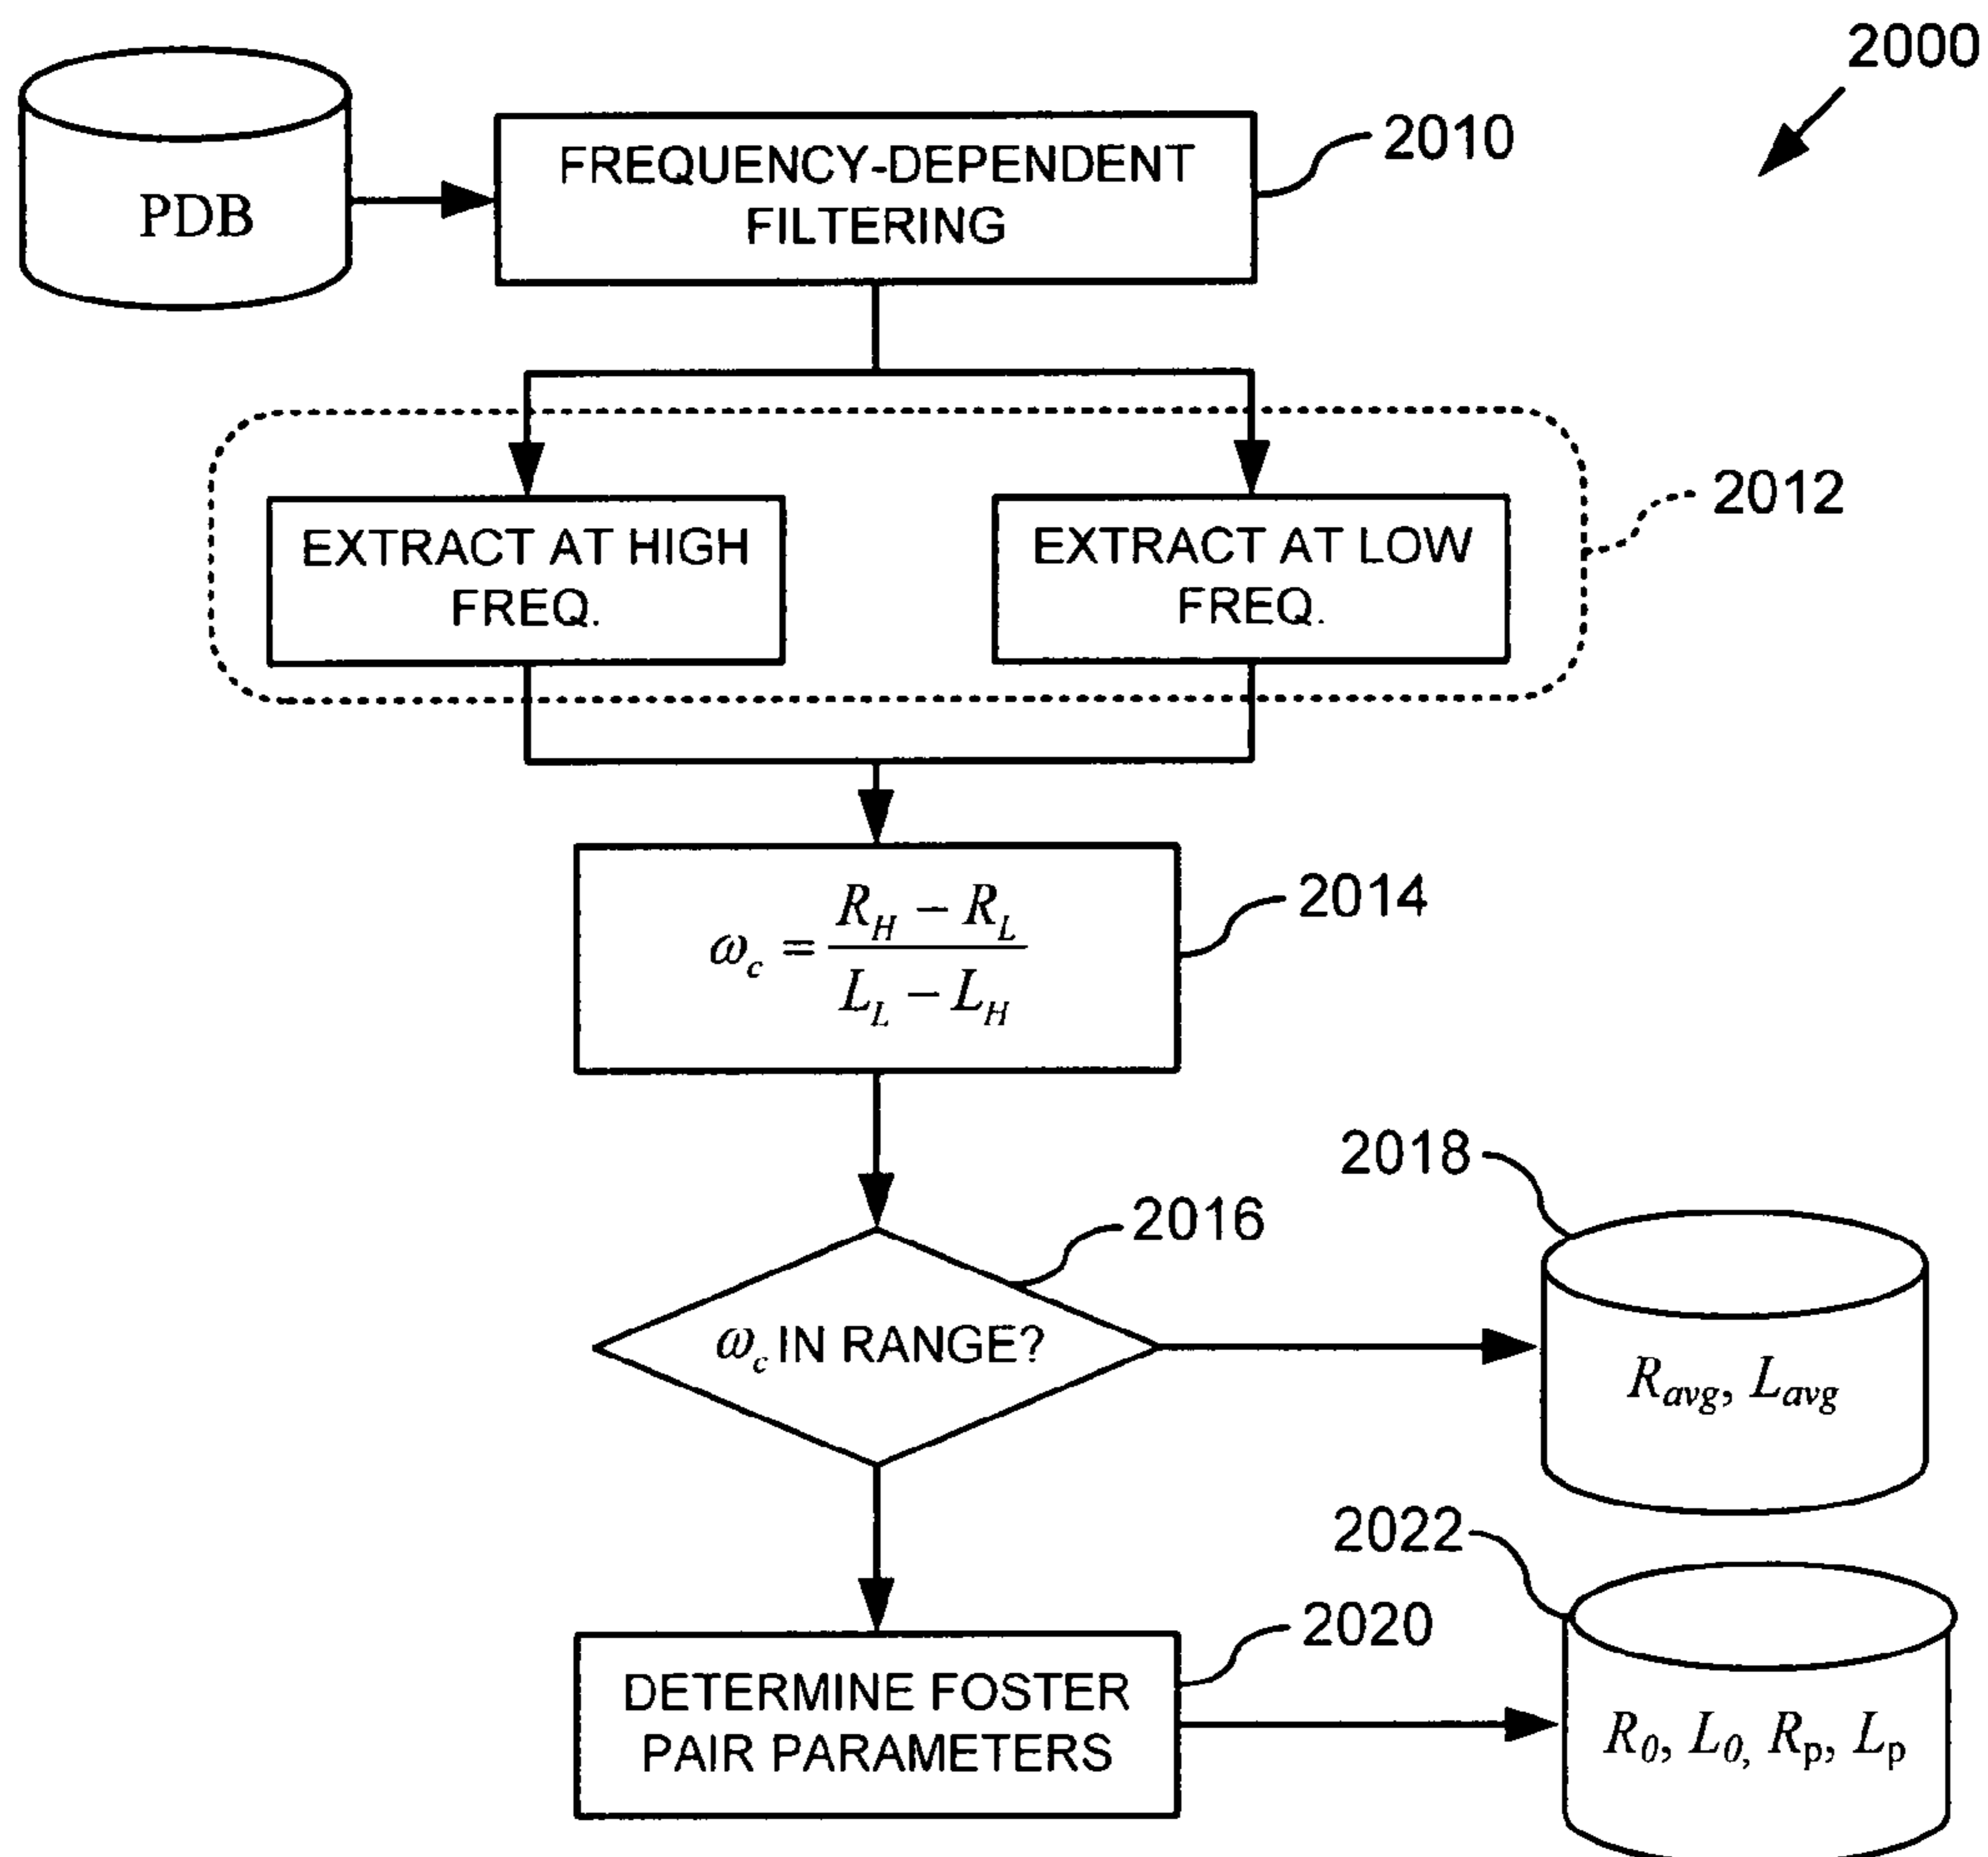 2000
PDB
FREQUENCY-DEPENDENT
FILTERING
2010
EXTRACT AT HIGH
FREQ.
EXTRACT AT LOW
FREQ.
2012
ω_c = (R_H − R_L) / (L_L − L_H)
2014
ω_c IN RANGE?
2016
2018
R_avg, L_avg
DETERMINE FOSTER
PAIR PARAMETERS
2020
2022
R_0, L_0, R_p, L_p